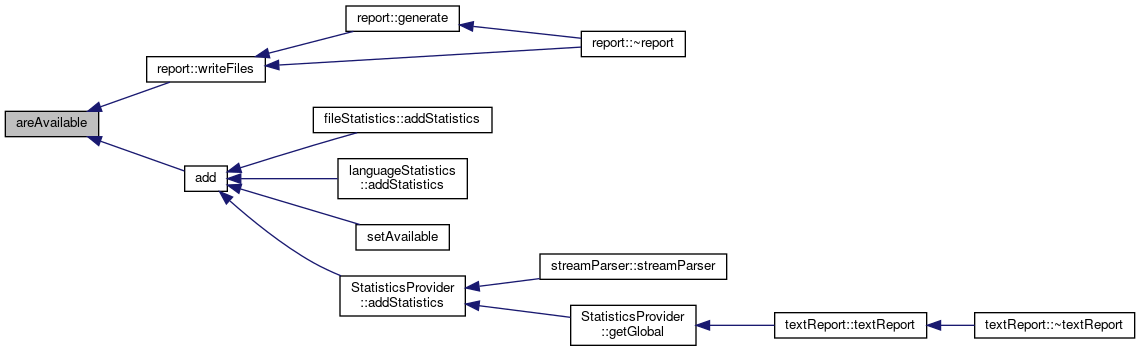 report::generate
report::~report
report::writeFiles
areAvailable
fileStatistics::addStatistics
add
languageStatistics
::addStatistics
setAvailable
streamParser::streamParser
StatisticsProvider
::addStatistics
StatisticsProvider
::getGlobal
textReport::textReport
textReport::~textReport